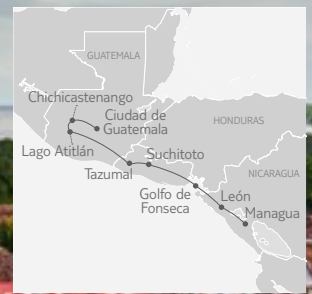 GUATEMALA
Chichicastenango
Ciudad de
Guatemala
HONDURAS
Lago Atitlán
Suchitoto
Tazumal
NICARAGUA
Golfo de
Fonseca
León
Managua